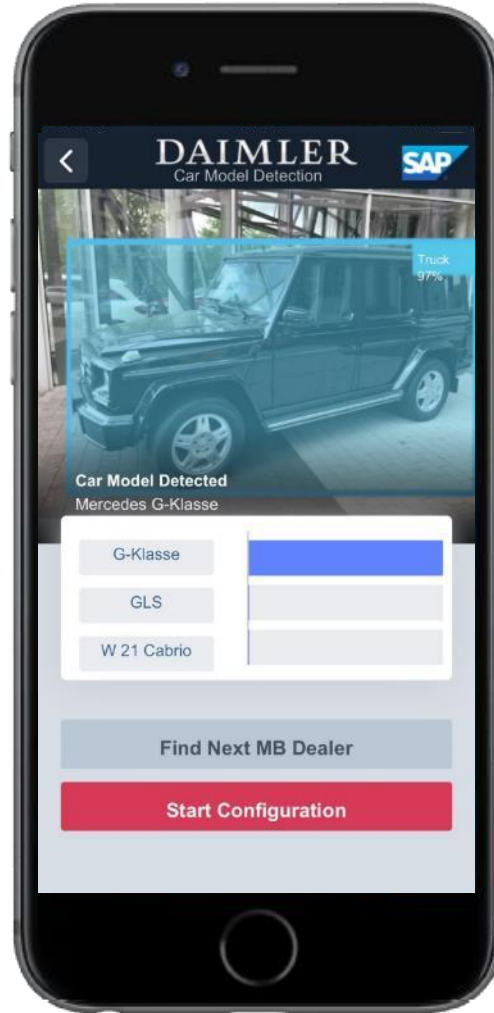 DAIMLER
Car Model Detection
SAP
Truck
97%
Car Model Detected
Mercedes G-Klasse
G-Klasse
GLS
W 21 Cabrio
Find Next MB Dealer
Start Configuration